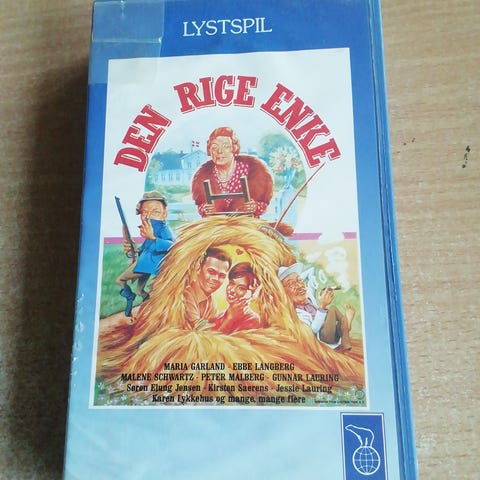 LYSTSPIL
DEN RIGE ENKE
MARIA GARLAND - EBBE LANGBERG
MALENE SCHWARTZ - PETER MALBERG - GUNNAR LAURING
Søren Elung Jensen - Kirsten Saerens - Jessie Lauring
Karen Lykkehus og mange, mange flere